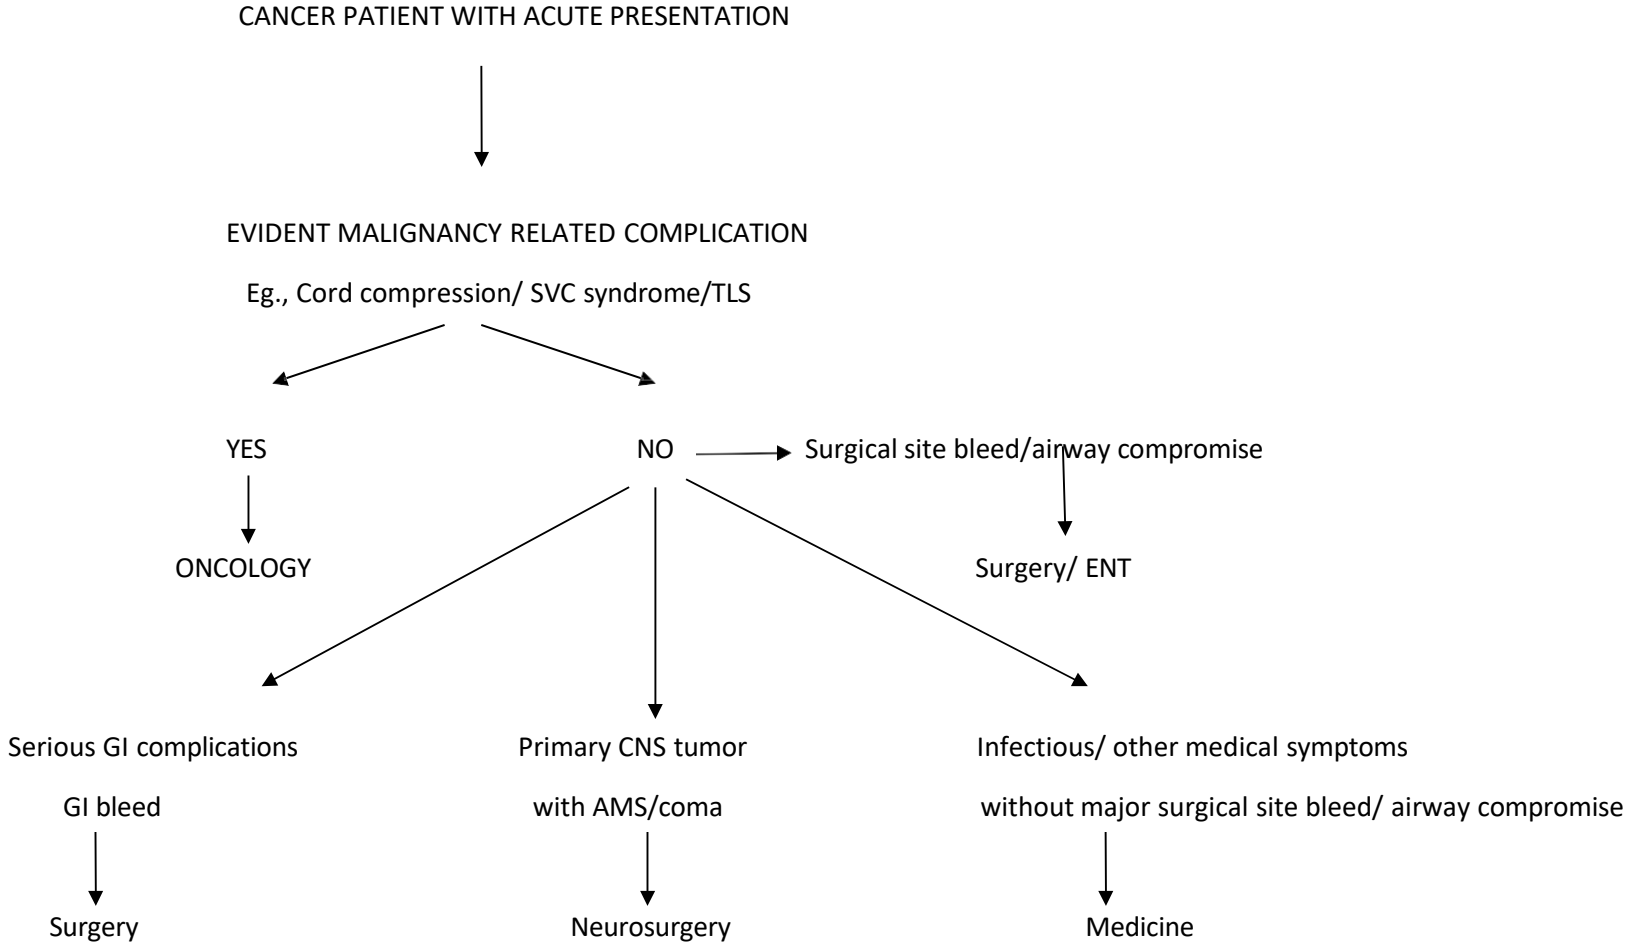 CANCER PATIENT WITH ACUTE PRESENTATION
EVIDENT MALIGNANCY RELATED COMPLICATION
Eg., Cord compression/ SVC syndrome/TLS
YES
NO
Surgical site bleed/airway compromise
ONCOLOGY
Surgery/ ENT
Serious GI complications
GI bleed
Surgery
Primary CNS tumor
with AMS/coma
Neurosurgery
Infectious/ other medical symptoms
without major surgical site bleed/ airway compromise
Medicine